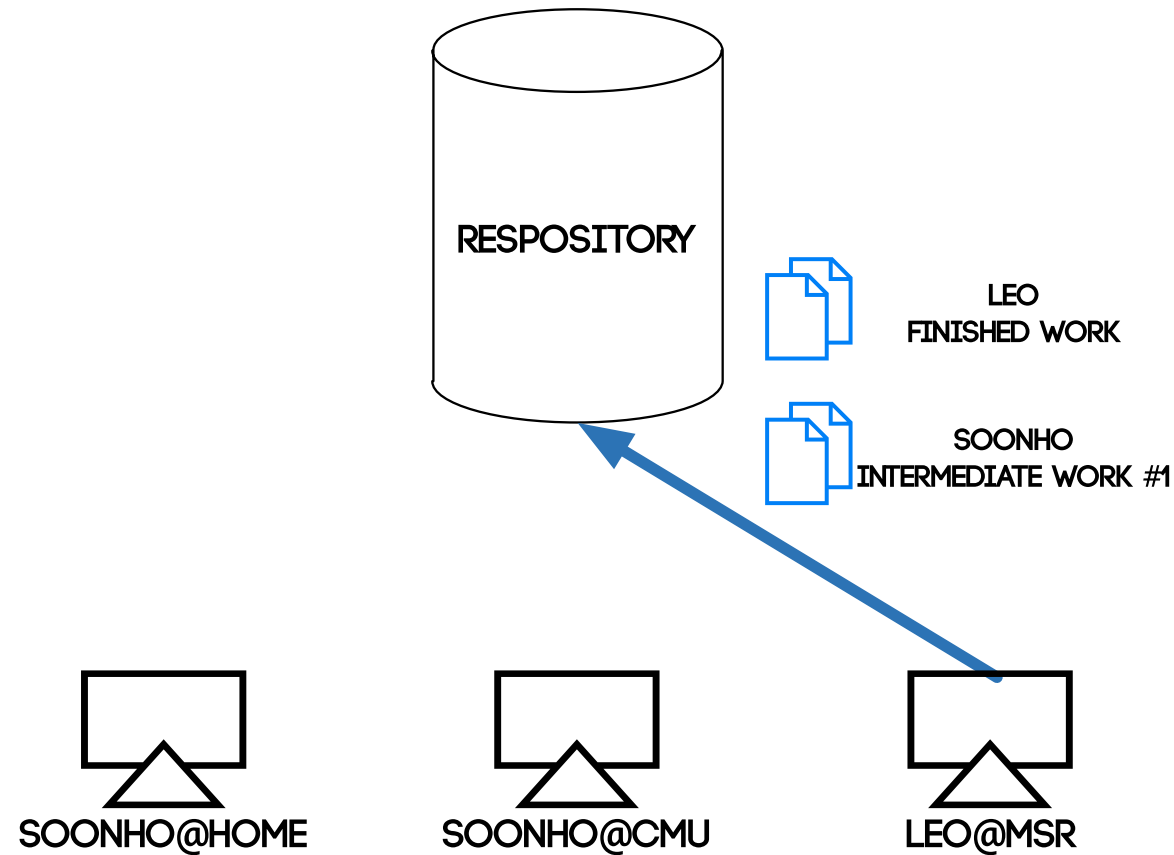 RESPOSITORY
LEO
FINISHED WORK
SOONHO
INTERMEDIATE WORK #1
SOONHO@HOME
SOONHO@CMU
LEO@MSR